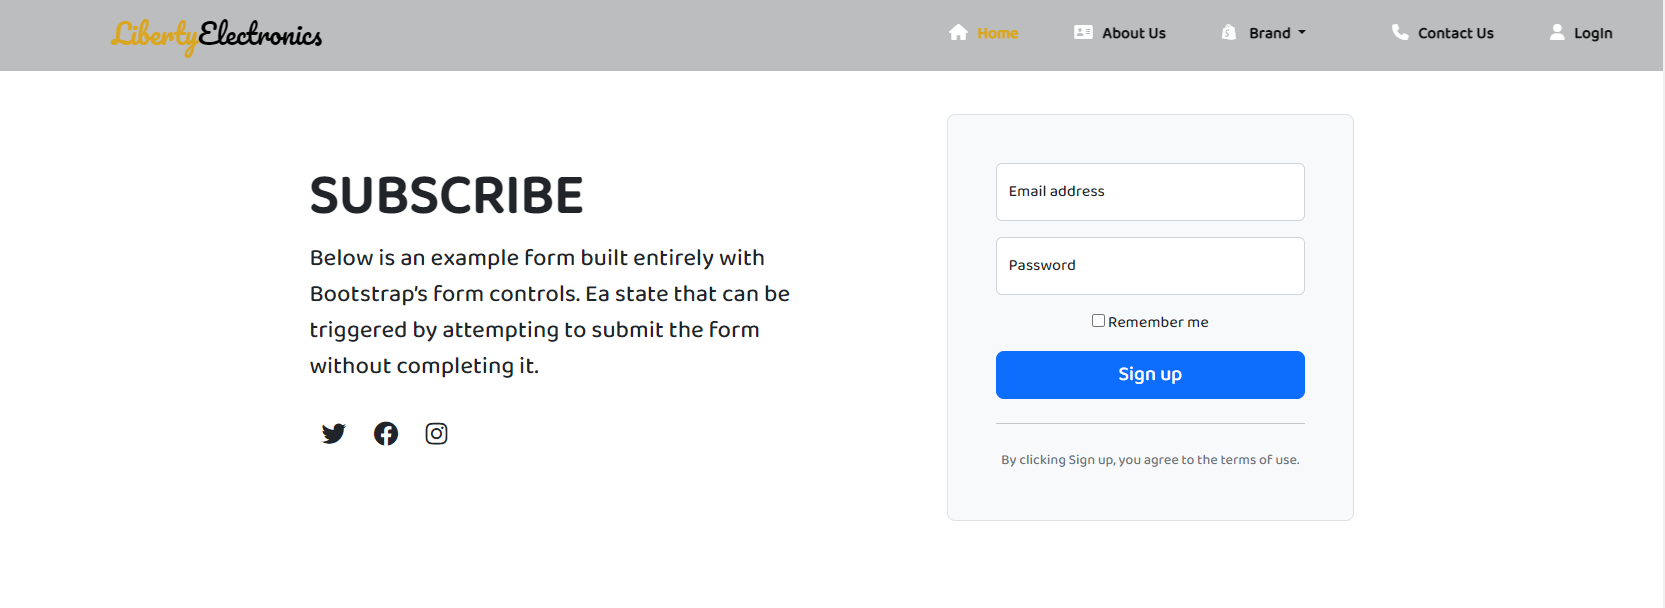 LibertyElectronics Home About Us Brand Contact Us LogIn
SUBSCRIBE
Below is an example form built entirely with
Bootstrap's form controls. Ea state that can be
triggered by attempting to submit the form
without completing it.
Email address
Password
Remember me
Sign up
By clicking Sign up, you agree to the terms of use.